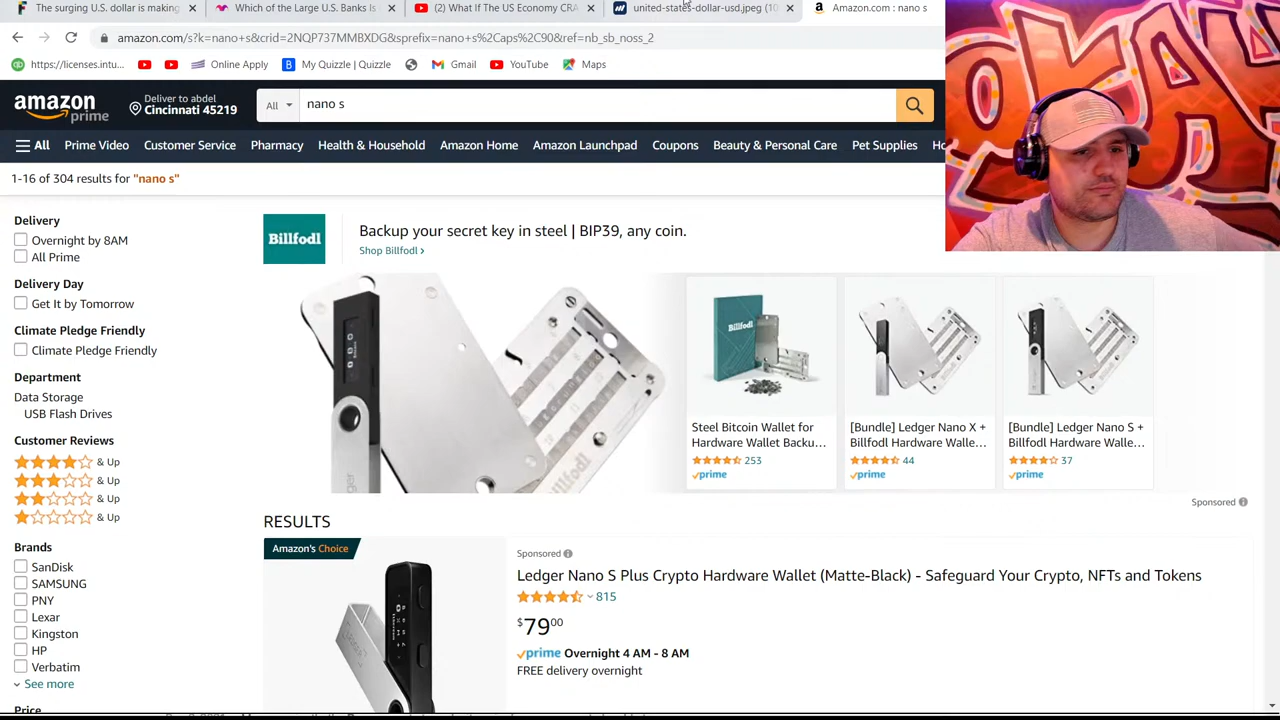 The surging U.S. dollar is making
Which of the Large U.S. Banks Is
(2) What If The US Economy CRA
united-states-dollar-usd.jpeg (10
Amazon.com : nano s
amazon.com/s?k=nano+s&crid=2NCP737MMBXDG&sprefix=nano+s%2Caps%2C90&ref=nb_sb_noss_2
https://licenses.intu...
Online Apply
My Quizzle | Quizzle
Gmail
YouTube
Maps
amazon prime
Deliver to abdel
Cincinnati 45219
All
nano s
All
Prime Video
Customer Service
Pharmacy
Health & Household
Amazon Home
Amazon Launchpad
Coupons
Beauty & Personal Care
Pet Supplies
1-16 of 304 results for "nano s"
Delivery
Overnight by 8AM
All Prime
Delivery Day
Get It by Tomorrow
Climate Pledge Friendly
Climate Pledge Friendly
Department
Data Storage
USB Flash Drives
Customer Reviews
& Up
& Up
& Up
& Up
Brands
SanDisk
SAMSUNG
PNY
Lexar
Kingston
HP
Verbatim
See more
Price
Billfodl
Backup your secret key in steel | BIP39, any coin.
Shop Billfodl ›
Billfodl
Steel Bitcoin Wallet for
Hardware Wallet Backu...
253
prime
[Bundle] Ledger Nano X +
Billfodl Hardware Walle...
44
prime
[Bundle] Ledger Nano S +
Billfodl Hardware Walle...
37
prime
Sponsored
RESULTS
Amazon's Choice
Sponsored
Ledger Nano S Plus Crypto Hardware Wallet (Matte-Black) - Safeguard Your Crypto, NFTs and Tokens
815
$79.00
prime Overnight 4 AM - 8 AM
FREE delivery overnight